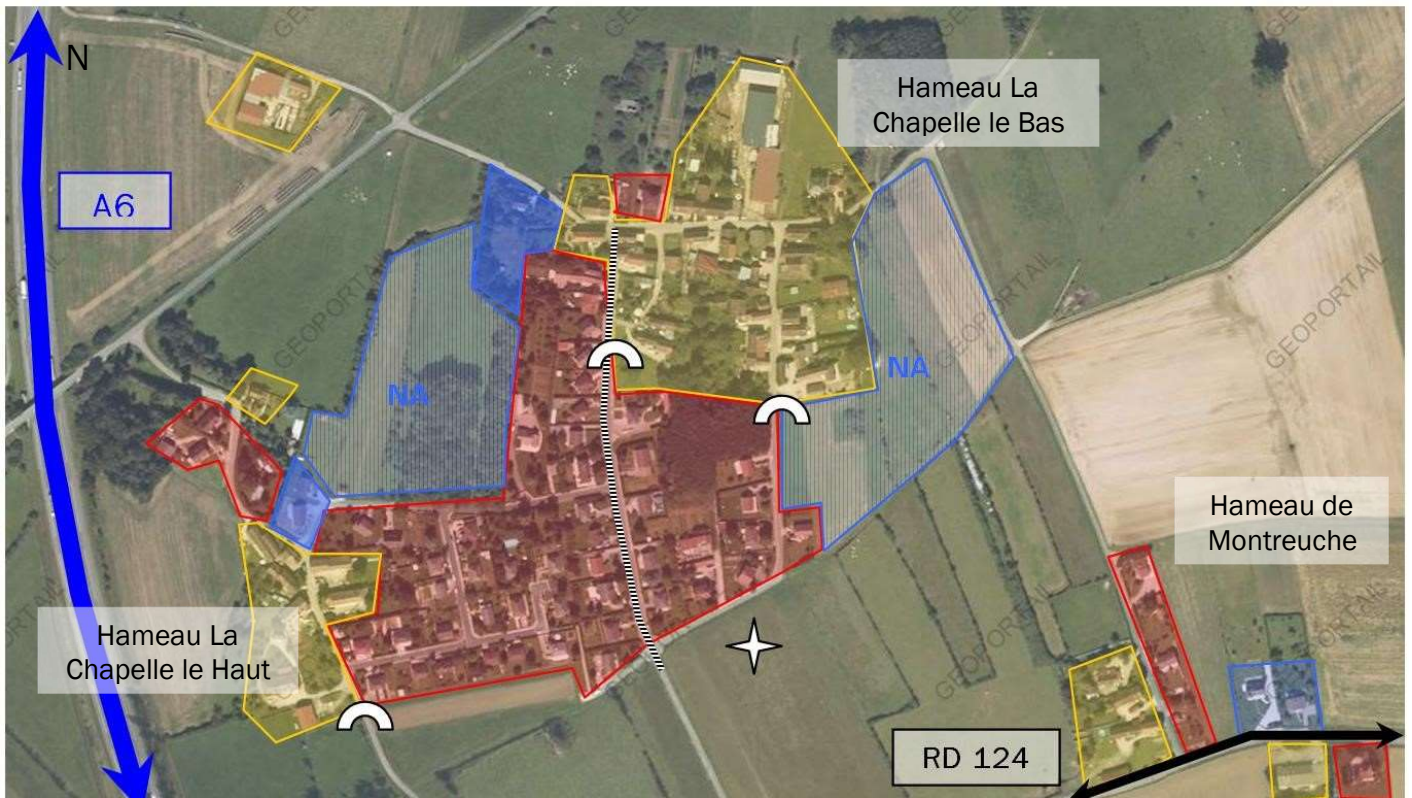 N
A6
Hameau La
Chapelle le Bas
NA
NA
Hameau de
Montreuche
Hameau La
Chapelle le Haut
RD 124
GEOPORTAIL
GEOPORTAIL
GEOPORTAIL
GEOPORTAIL
GEOPORTAIL
GEOPORTAIL